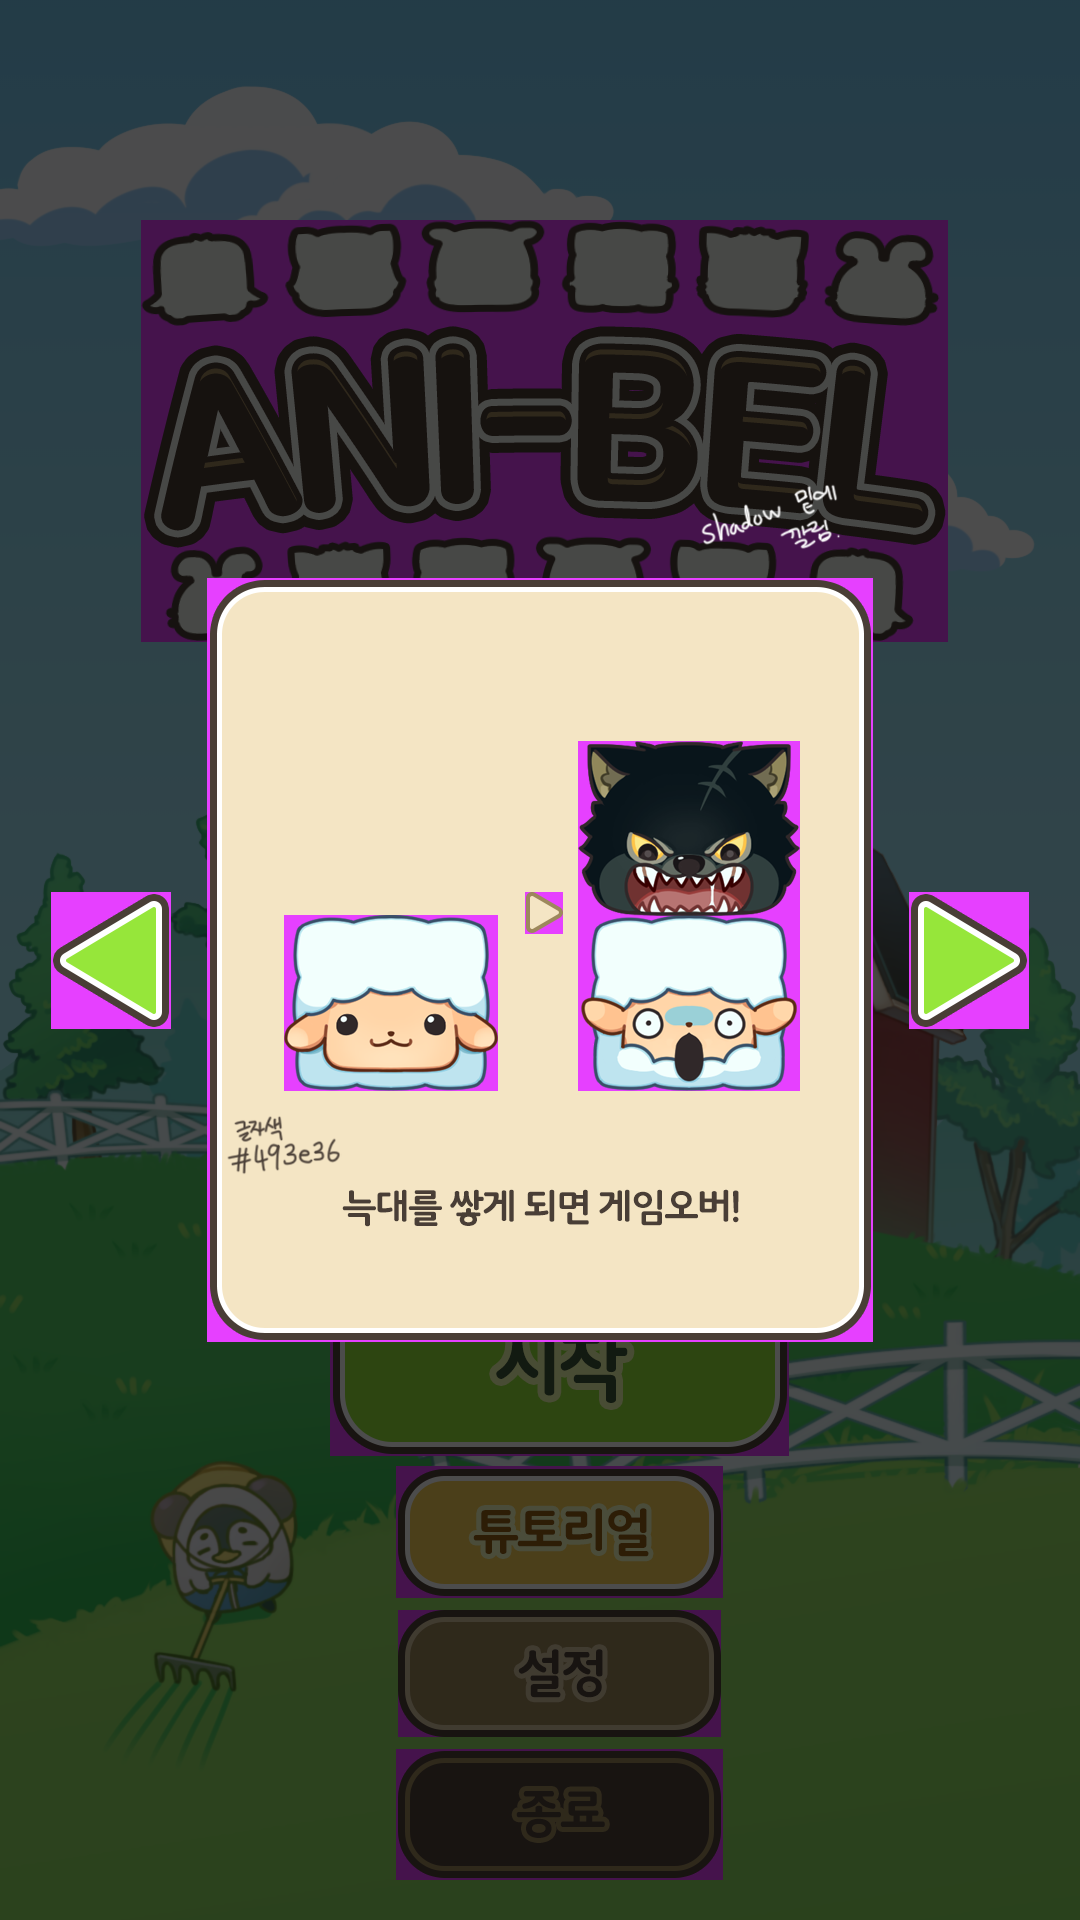 ANI-BEL
shadow 밑에
깔림.
글자색
#493e36
늑대를 쌓게 되면 게임오버!
시작
튜토리얼
설정
종료